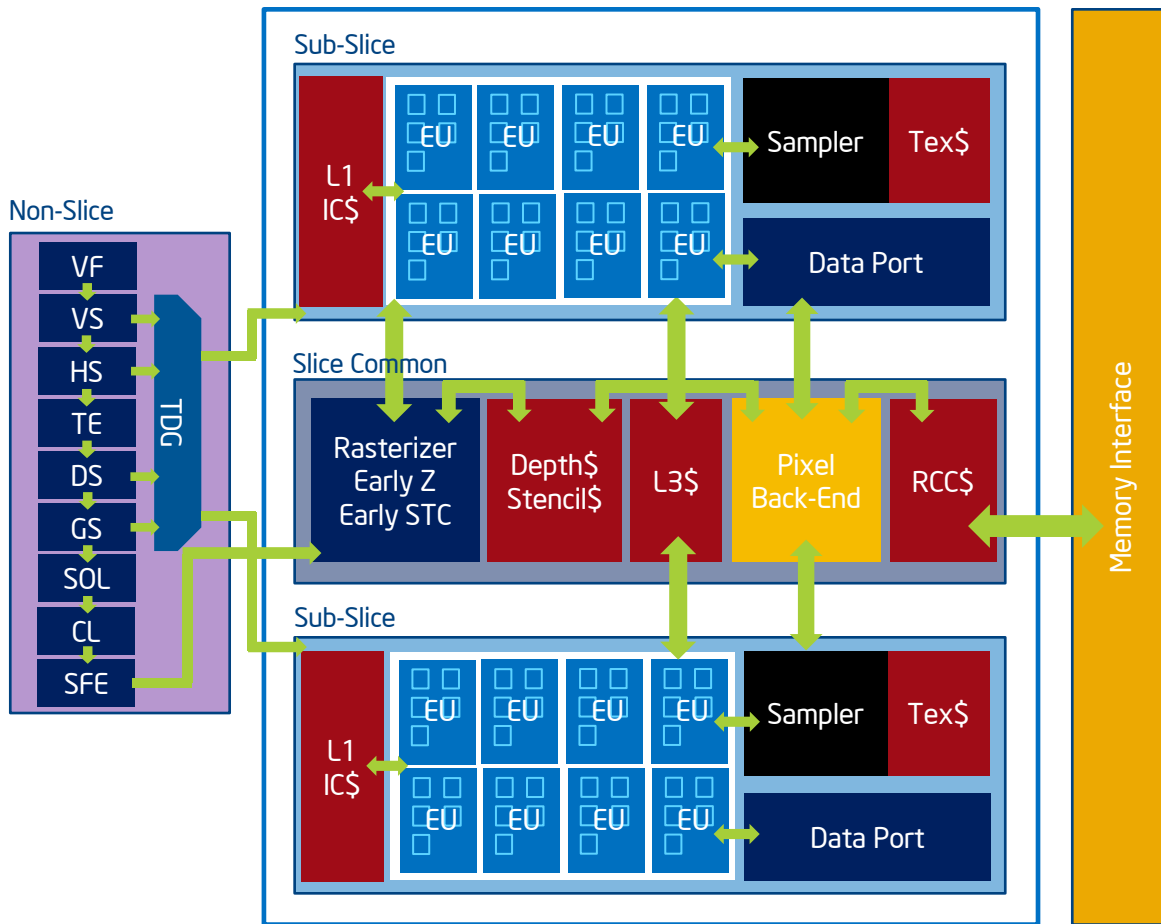 Non-Slice
VF
VS
HS
TE
DS
GS
SOL
CL
SFE
TDG
Sub-Slice
L1
IC$
EU
EU
EU
EU
EU
EU
EU
EU
Sampler
Tex$
Data Port
Slice Common
Rasterizer
Early Z
Early STC
Depth$
Stencil$
L3$
Pixel
Back-End
RCC$
Sub-Slice
L1
IC$
EU
EU
EU
EU
EU
EU
EU
EU
Sampler
Tex$
Data Port
Memory Interface